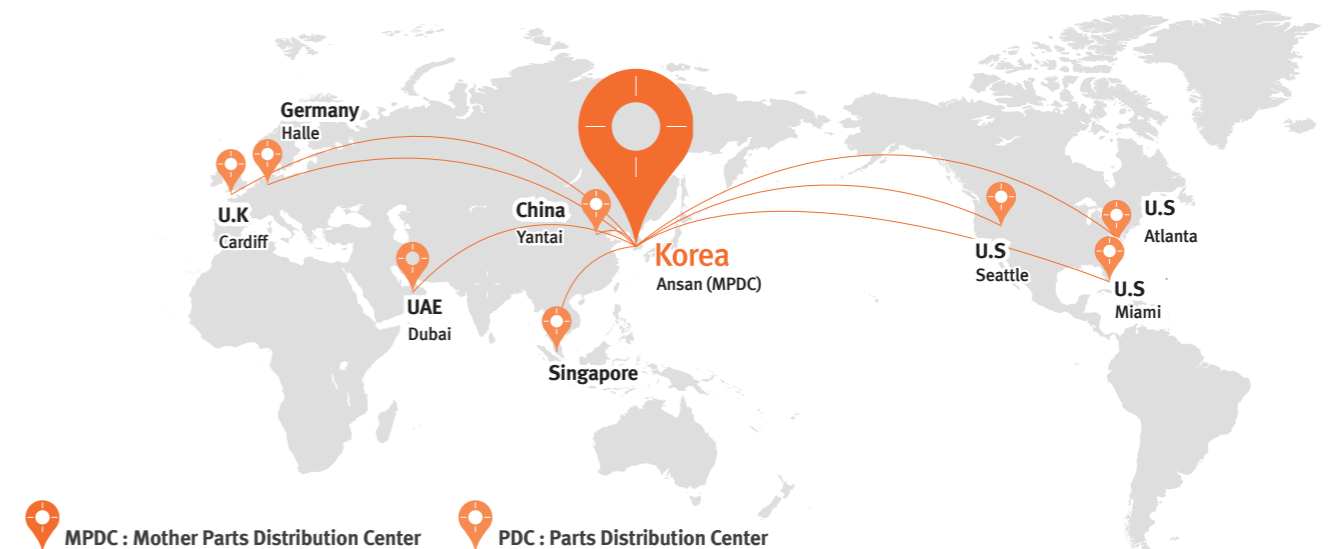 Germany
Halle
U.K
Cardiff
China
Yantai
UAE
Dubai
Singapore
Korea
Ansan (MPDC)
U.S
Seattle
U.S
Atlanta
U.S
Miami
MPDC : Mother Parts Distribution Center
PDC : Parts Distribution Center